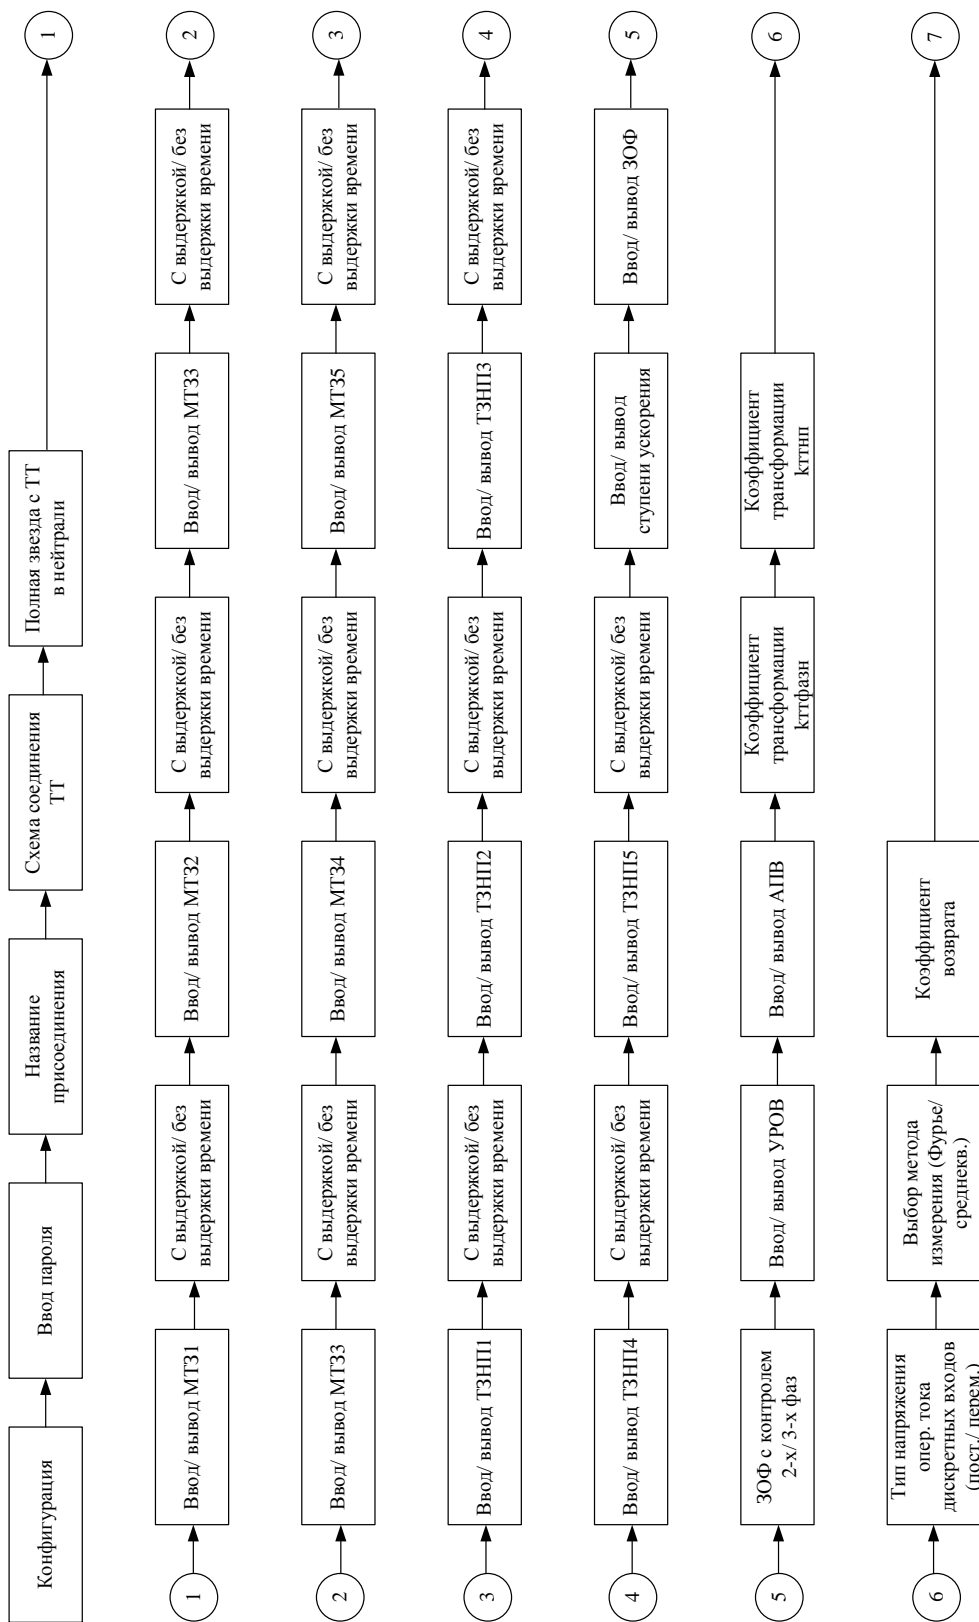 Конфигурация
Ввод пароля
Название
присоединения
Схема соединения
ТТ
Полная звезда с ТТ
в нейтрали
1
1
Ввод/ вывод МТЗ1
С выдержкой/ без
выдержки времени
Ввод/ вывод МТЗ2
С выдержкой/ без
выдержки времени
Ввод/ вывод МТЗ3
С выдержкой/ без
выдержки времени
2
2
Ввод/ вывод МТЗ3
С выдержкой/ без
выдержки времени
Ввод/ вывод МТЗ4
С выдержкой/ без
выдержки времени
Ввод/ вывод МТЗ5
С выдержкой/ без
выдержки времени
3
3
Ввод/ вывод ТЗНП1
С выдержкой/ без
выдержки времени
Ввод/ вывод ТЗНП2
С выдержкой/ без
выдержки времени
Ввод/ вывод ТЗНП3
С выдержкой/ без
выдержки времени
4
4
Ввод/ вывод ТЗНП4
С выдержкой/ без
выдержки времени
Ввод/ вывод ТЗНП5
С выдержкой/ без
выдержки времени
Ввод/ вывод
ступени ускорения
Ввод/ вывод ЗОФ
5
5
ЗОФ с контролем
2-х/ 3-х фаз
Ввод/ вывод УРОВ
Ввод/ вывод АПВ
Коэффициент
трансформации
kттфазн
Коэффициент
трансформации
kттнп
6
6
Тип напряжения
опер. тока
дискретных входов
(пост./ перем.)
Выбор метода
измерения (Фурье/
среднекв.)
Коэффициент
возврата
7